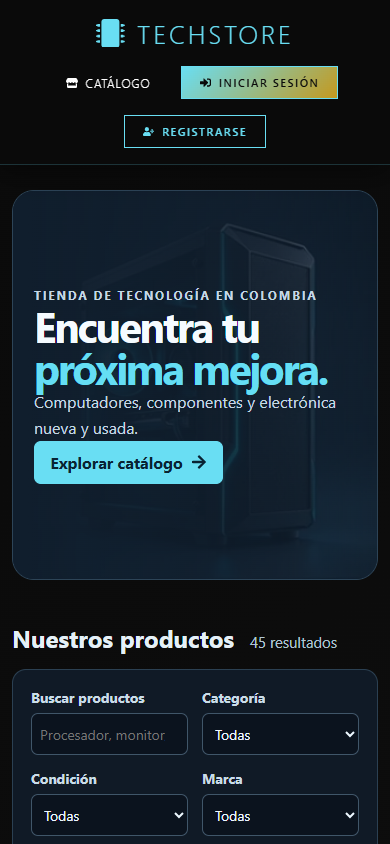 TECHSTORE
CATÁLOGO
INICIAR SESIÓN
REGISTRARSE
TIENDA DE TECNOLOGÍA EN COLOMBIA
Encuentra tu
próxima mejora.
Computadores, componentes y electrónica
nueva y usada.
Explorar catálogo
Nuestros productos 45 resultados
Buscar productos Categoría
Procesador, monitor Todas
Condición Marca
Todas Todas